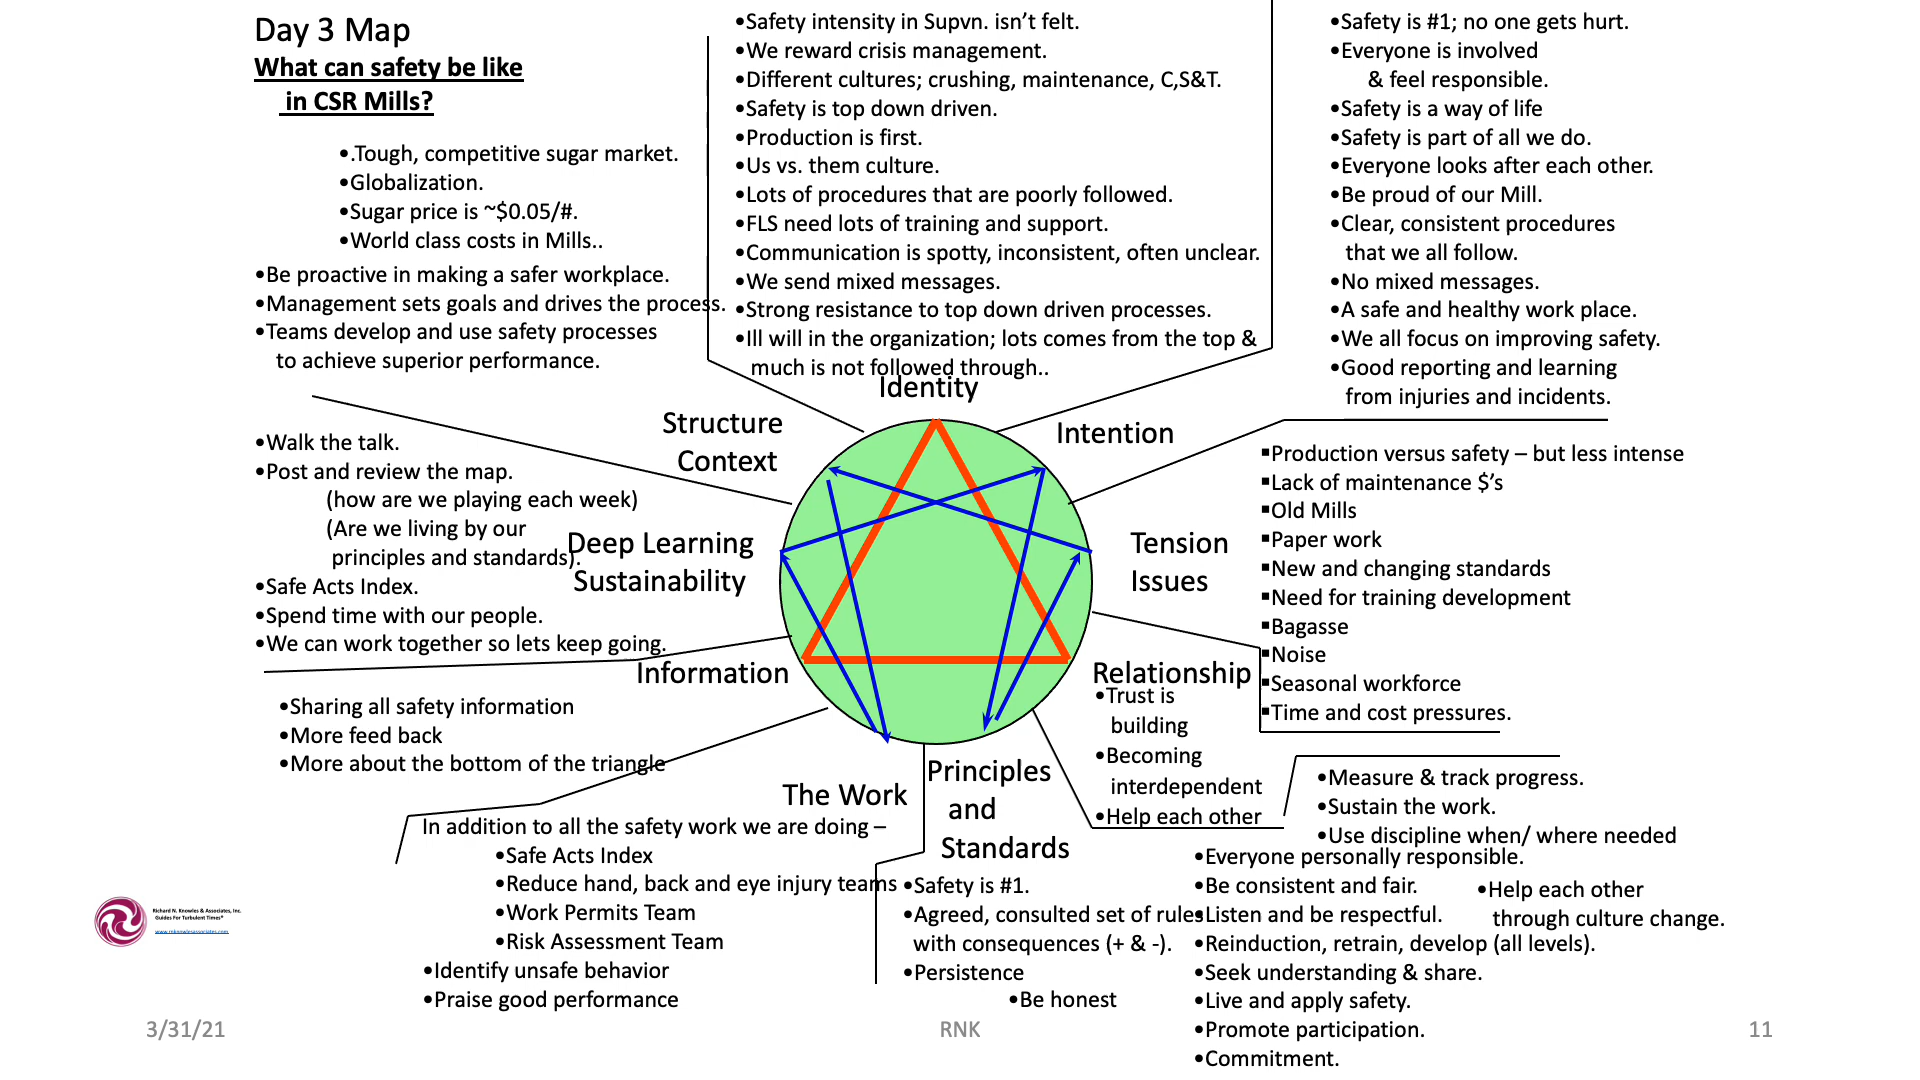 Day 3 Map
What can safety be like
in CSR Mills?
•.Tough, competitive sugar market.
•Globalization.
•Sugar price is ~$0.05/#.
•World class costs in Mills..
•Be proactive in making a safer workplace.
•Management sets goals and drives the process.
•Teams develop and use safety processes
to achieve superior performance.
Structure
Context
•Safety intensity in Supvn. isn’t felt.
•We reward crisis management.
•Different cultures; crushing, maintenance, C,S&T.
•Safety is top down driven.
•Production is first.
•Us vs. them culture.
•Lots of procedures that are poorly followed.
•FLS need lots of training and support.
•Communication is spotty, inconsistent, often unclear.
•We send mixed messages.
•Strong resistance to top down driven processes.
•Ill will in the organization; lots comes from the top &
much is not followed through..
Identity
•Safety is #1; no one gets hurt.
•Everyone is involved
& feel responsible.
•Safety is a way of life
•Safety is part of all we do.
•Everyone looks after each other.
•Be proud of our Mill.
•Clear, consistent procedures
that we all follow.
•No mixed messages.
•A safe and healthy work place.
•We all focus on improving safety.
•Good reporting and learning
from injuries and incidents.
Intention
▪Production versus safety – but less intense
▪Lack of maintenance $’s
▪Old Mills
▪Paper work
▪New and changing standards
▪Need for training development
▪Bagasse
▪Noise
▪Seasonal workforce
▪Time and cost pressures.
Tension
Issues
•Walk the talk.
•Post and review the map.
(how are we playing each week)
(Are we living by our
principles and standards).
•Safe Acts Index.
•Spend time with our people.
•We can work together so lets keep going.
Deep Learning
Sustainability
Information
•Sharing all safety information
•More feed back
•More about the bottom of the triangle
Relationship
•Trust is
building
•Becoming
interdependent
•Help each other
The Work
In addition to all the safety work we are doing –
•Safe Acts Index
•Reduce hand, back and eye injury teams
•Work Permits Team
•Risk Assessment Team
•Identify unsafe behavior
•Praise good performance
Principles
and
Standards
•Safety is #1.
•Agreed, consulted set of rules
with consequences (+ & -).
•Persistence
•Be honest
•Measure & track progress.
•Sustain the work.
•Use discipline when/ where needed
•Everyone personally responsible.
•Be consistent and fair.
•Listen and be respectful.
•Reinduction, retrain, develop (all levels).
•Seek understanding & share.
•Live and apply safety.
•Promote participation.
•Commitment.
•Help each other
through culture change.
Richard N. Knowles & Associates, Inc.
Guides For Turbulent Times®
www.rnknowlesassociates.com
3/31/21
RNK
11